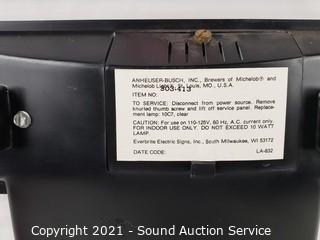 ANHEUSER-BUSCH, INC., Brewers of Michelob® and
Michelob Light®, St. Louis, MO., U.S.A.
ITEM NO: 803-413
TO SERVICE: Disconnect from power source. Remove
knurled thumb screw and lift off service panel. Replace-
ment lamp: 10C7, clear
CAUTION: For use on 110-125V, 60 Hz, A.C. current only.
FOR INDOOR USE ONLY. DO NOT EXCEED 10 WATT
LAMP.
Everbrite Electric Signs, Inc., South Milwaukee, WI 53172
DATE CODE: LA-832
Copyright © 2021 - Everbrite Sound Auction Service